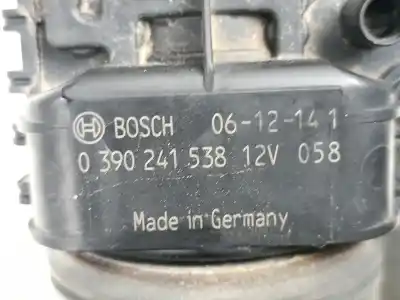 BOSCH 06-12-14 1
0 390 241 538 12V 058
Made in Germany